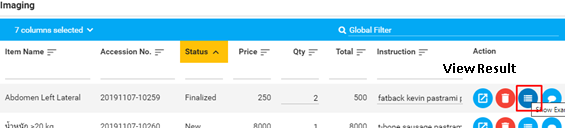 Imaging
7 columns selected Global Filter
Item Name Accession No. Status Price Qty Total Instruction Action
View Result
Abdomen Left Lateral 20191107-10259 Finalized 250 2 500 fatback kevin pastrami p
Show Exa
น้ำหนัก >20 kg 20191107-10260 New 8000 1 8000 t-bone sausage pastrami